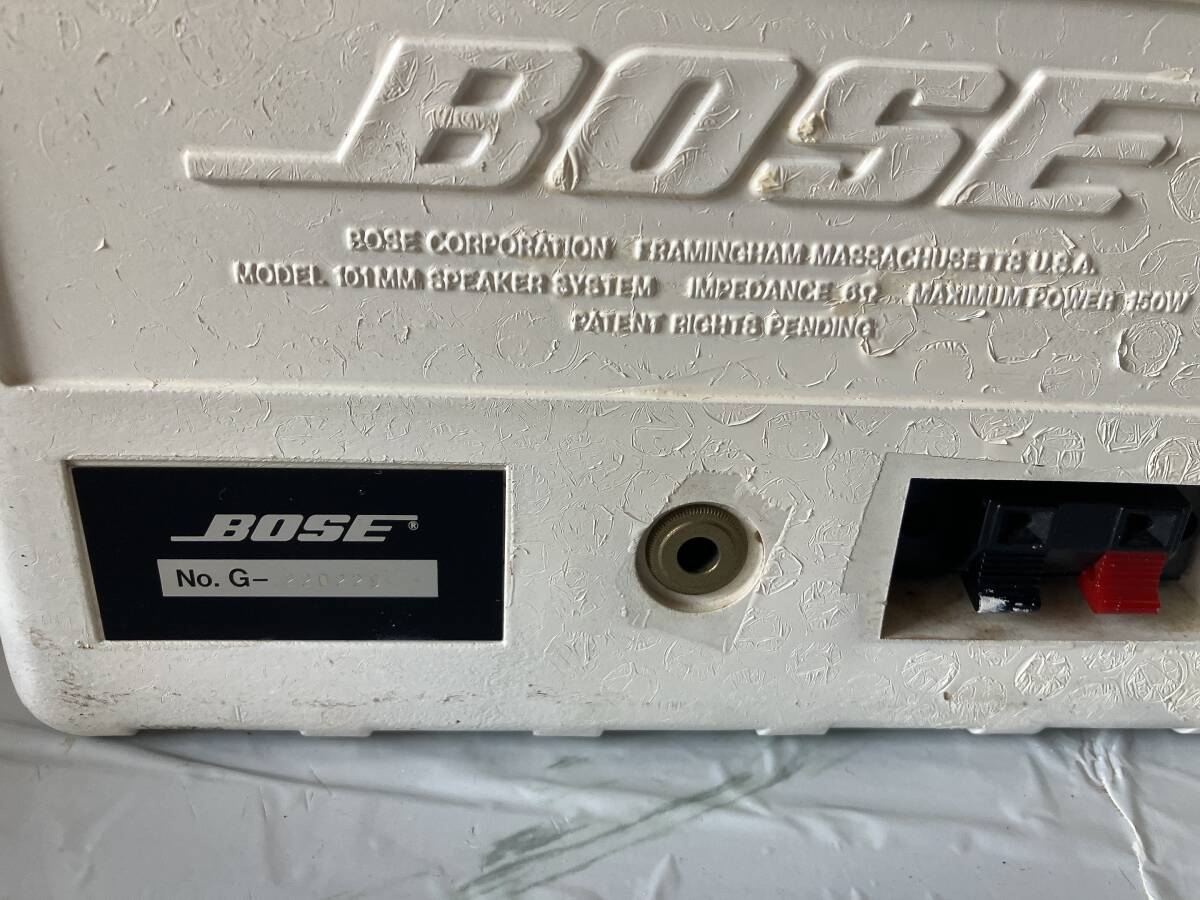 BOSE
BOSE CORPORATION FRAMINGHAM MASSACHUSETTS U.S.A.
MODEL 101MM SPEAKER SYSTEM IMPEDANCE 6Ω MAXIMUM POWER 150W
PATENT RIGHTS PENDING
BOSE®
No. G-